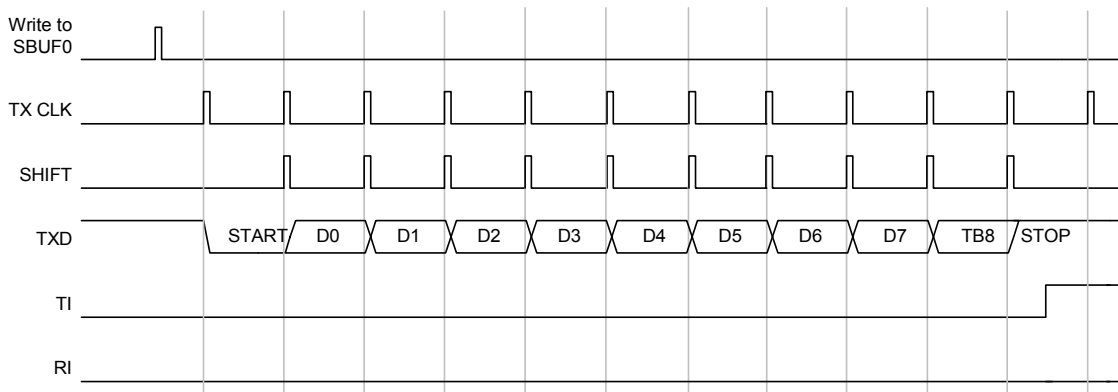 Write to
SBUF0
TX CLK
SHIFT
TXD START D0 D1 D2 D3 D4 D5 D6 D7 TB8 STOP
TI
RI